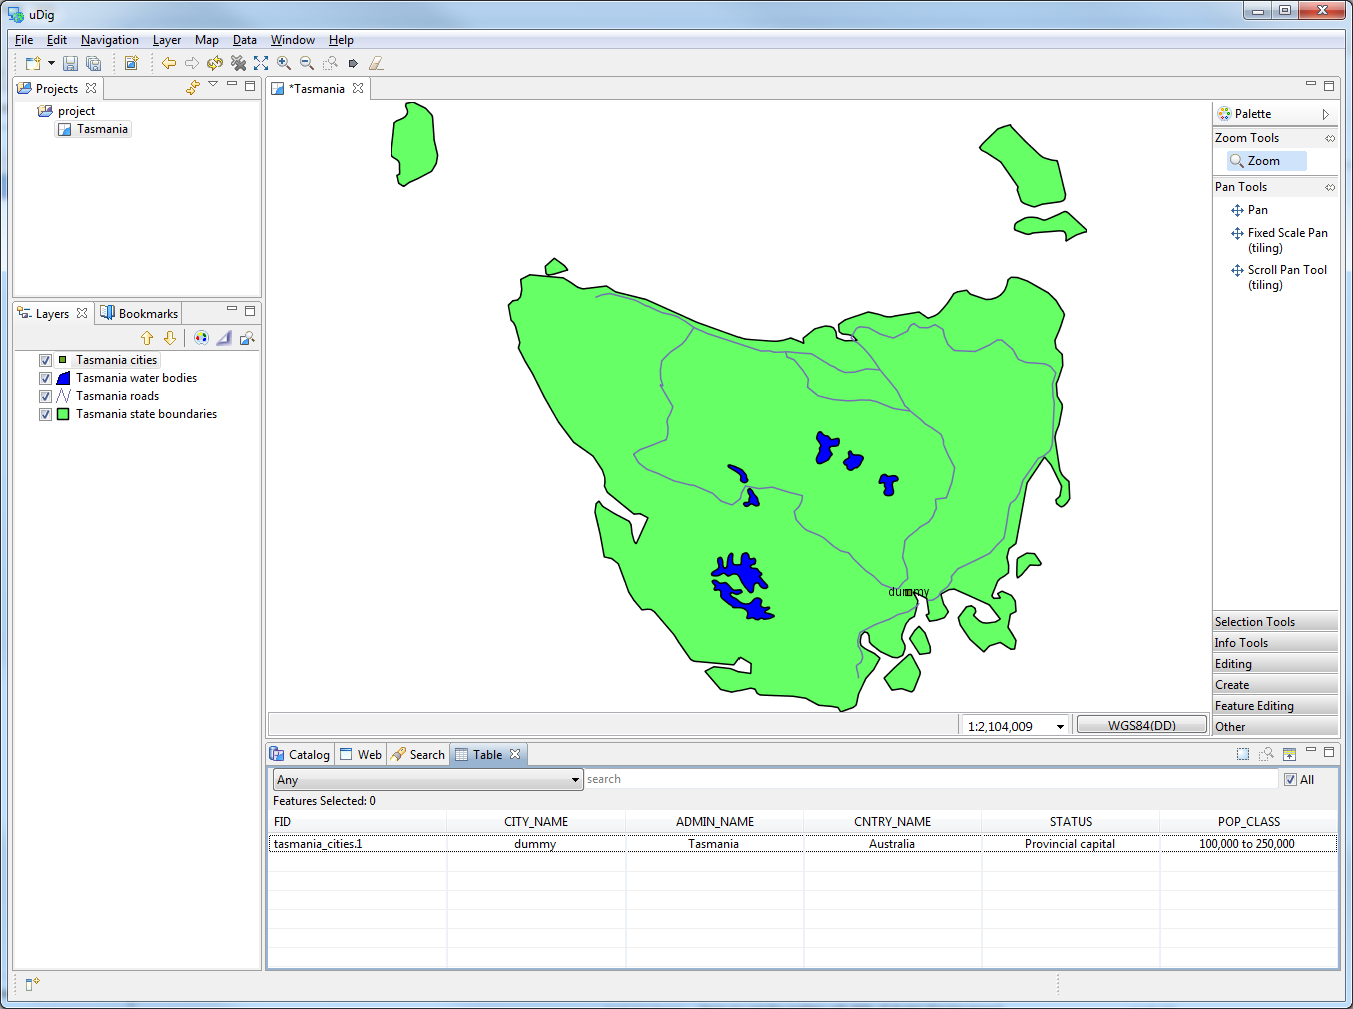 uDig
File Edit Navigation Layer Map Data Window Help
Projects
project
Tasmania
Layers Bookmarks
Tasmania cities
Tasmania water bodies
Tasmania roads
Tasmania state boundaries
*Tasmania
1:2,104,009 WGS84(DD)
Palette
Zoom Tools
Zoom
Pan Tools
Pan
Fixed Scale Pan
(tiling)
Scroll Pan Tool
(tiling)
Selection Tools
Info Tools
Editing
Create
Feature Editing
Other
Catalog Web Search Table
Any search All
Features Selected: 0
FID CITY_NAME ADMIN_NAME CNTRY_NAME STATUS POP_CLASS
tasmania_cities.1 dummy Tasmania Australia Provincial capital 100,000 to 250,000